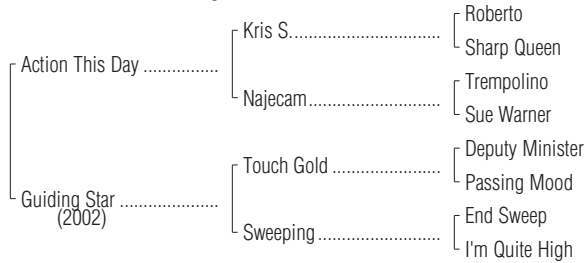 Roberto
Kris S.
Sharp Queen
Action This Day
Trempolino
Najecam
Sue Warner
Deputy Minister
Touch Gold
Passing Mood
Guiding Star
(2002)
End Sweep
Sweeping
I'm Quite High